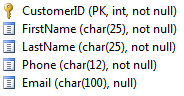 CustomerID (PK, int, not null)
FirstName (char(25), not null)
LastName (char(25), not null)
Phone (char(12), not null)
Email (char(100), null)